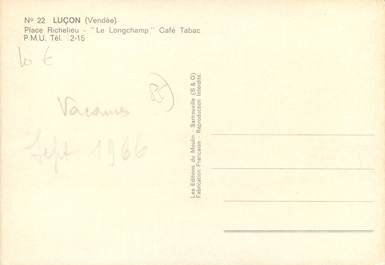 N° 22 LUÇON (Vendée)
Place Richelieu - "Le Longchamp" Café Tabac
P.M.U. Tél. 2-15
10 €
Vacances
Sept 1966
Les Editions du Moulin - Sartrouville (S & O)
Fabrication Française - Reproduction Interdite.